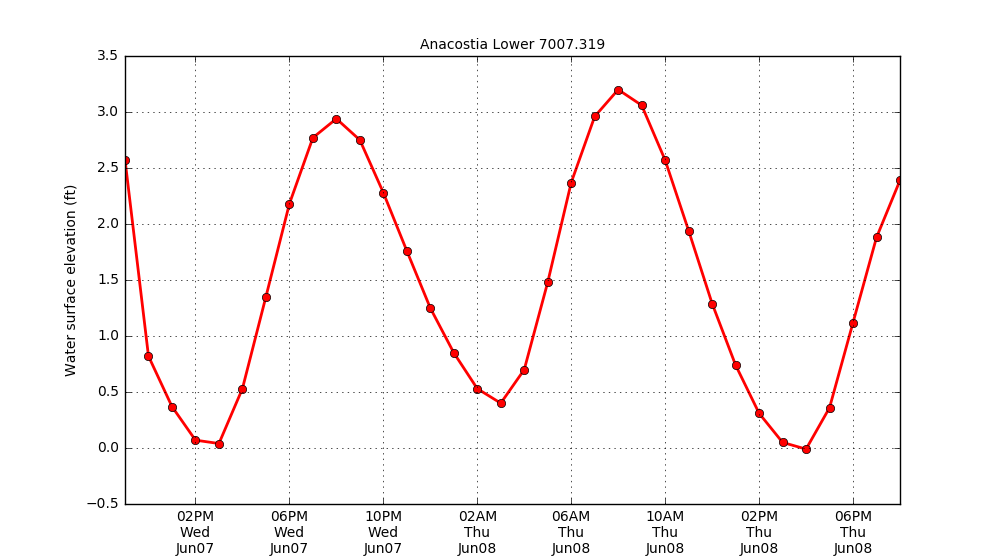 Anacostia Lower 7007.319
Water surface elevation (ft)
3.5
3.0
2.5
2.0
1.5
1.0
0.5
0.0
−0.5
02PM 06PM 10PM 02AM 06AM 10AM 02PM 06PM
Wed Wed Wed Thu Thu Thu Thu Thu
Jun07 Jun07 Jun07 Jun08 Jun08 Jun08 Jun08 Jun08